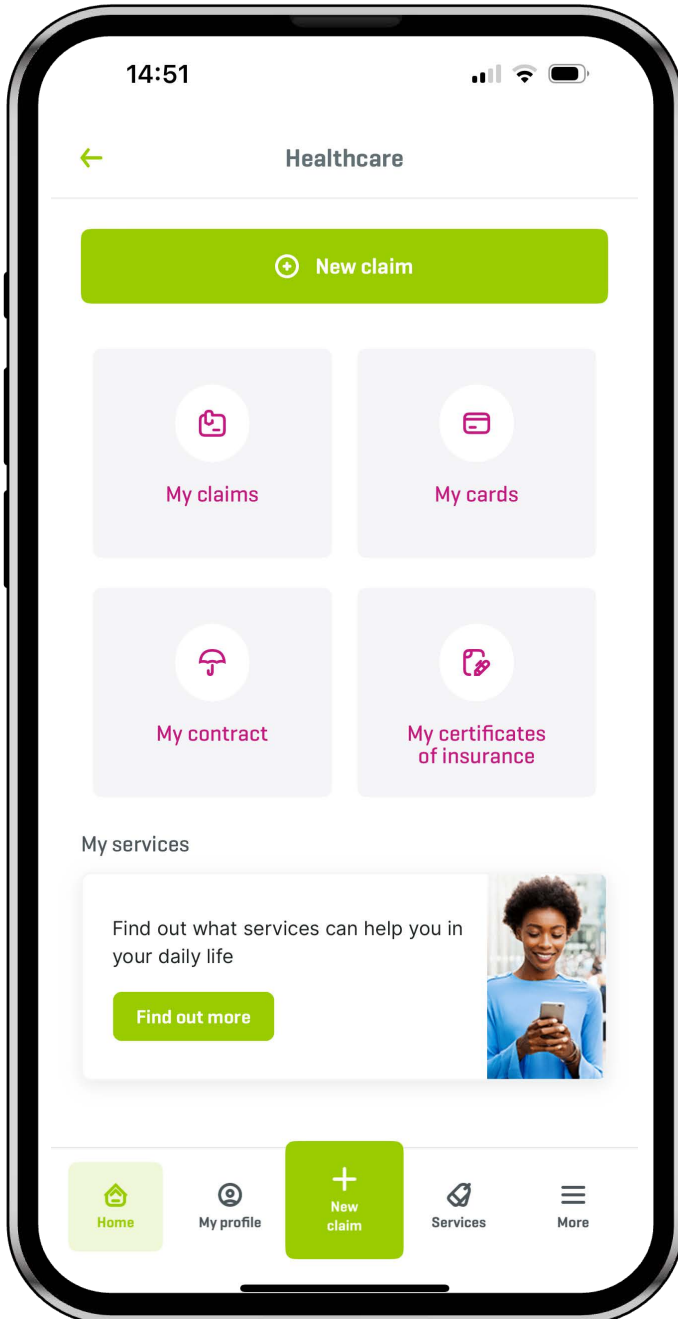 14:51
Healthcare
New claim
My claims
My cards
My contract
My certificates
of insurance
My services
Find out what services can help you in
your daily life
Find out more
Home
My profile
New
claim
Services
More